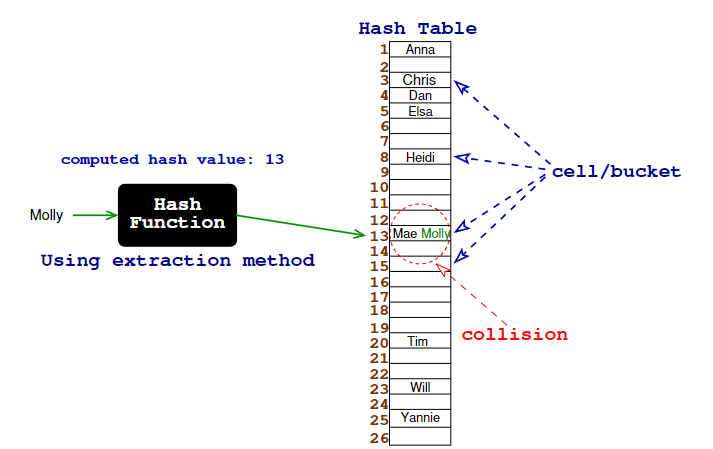 Hash Table
1 Anna
2
3 Chris
4 Dan
5 Elsa
6
7
8 Heidi
9
10
11
12
13 Mae Molly
14
15
16
17
18
19
20 Tim
21
22
23 Will
24
25 Yannie
26
computed hash value: 13
Molly
Hash
Function
Using extraction method
cell/bucket
collision